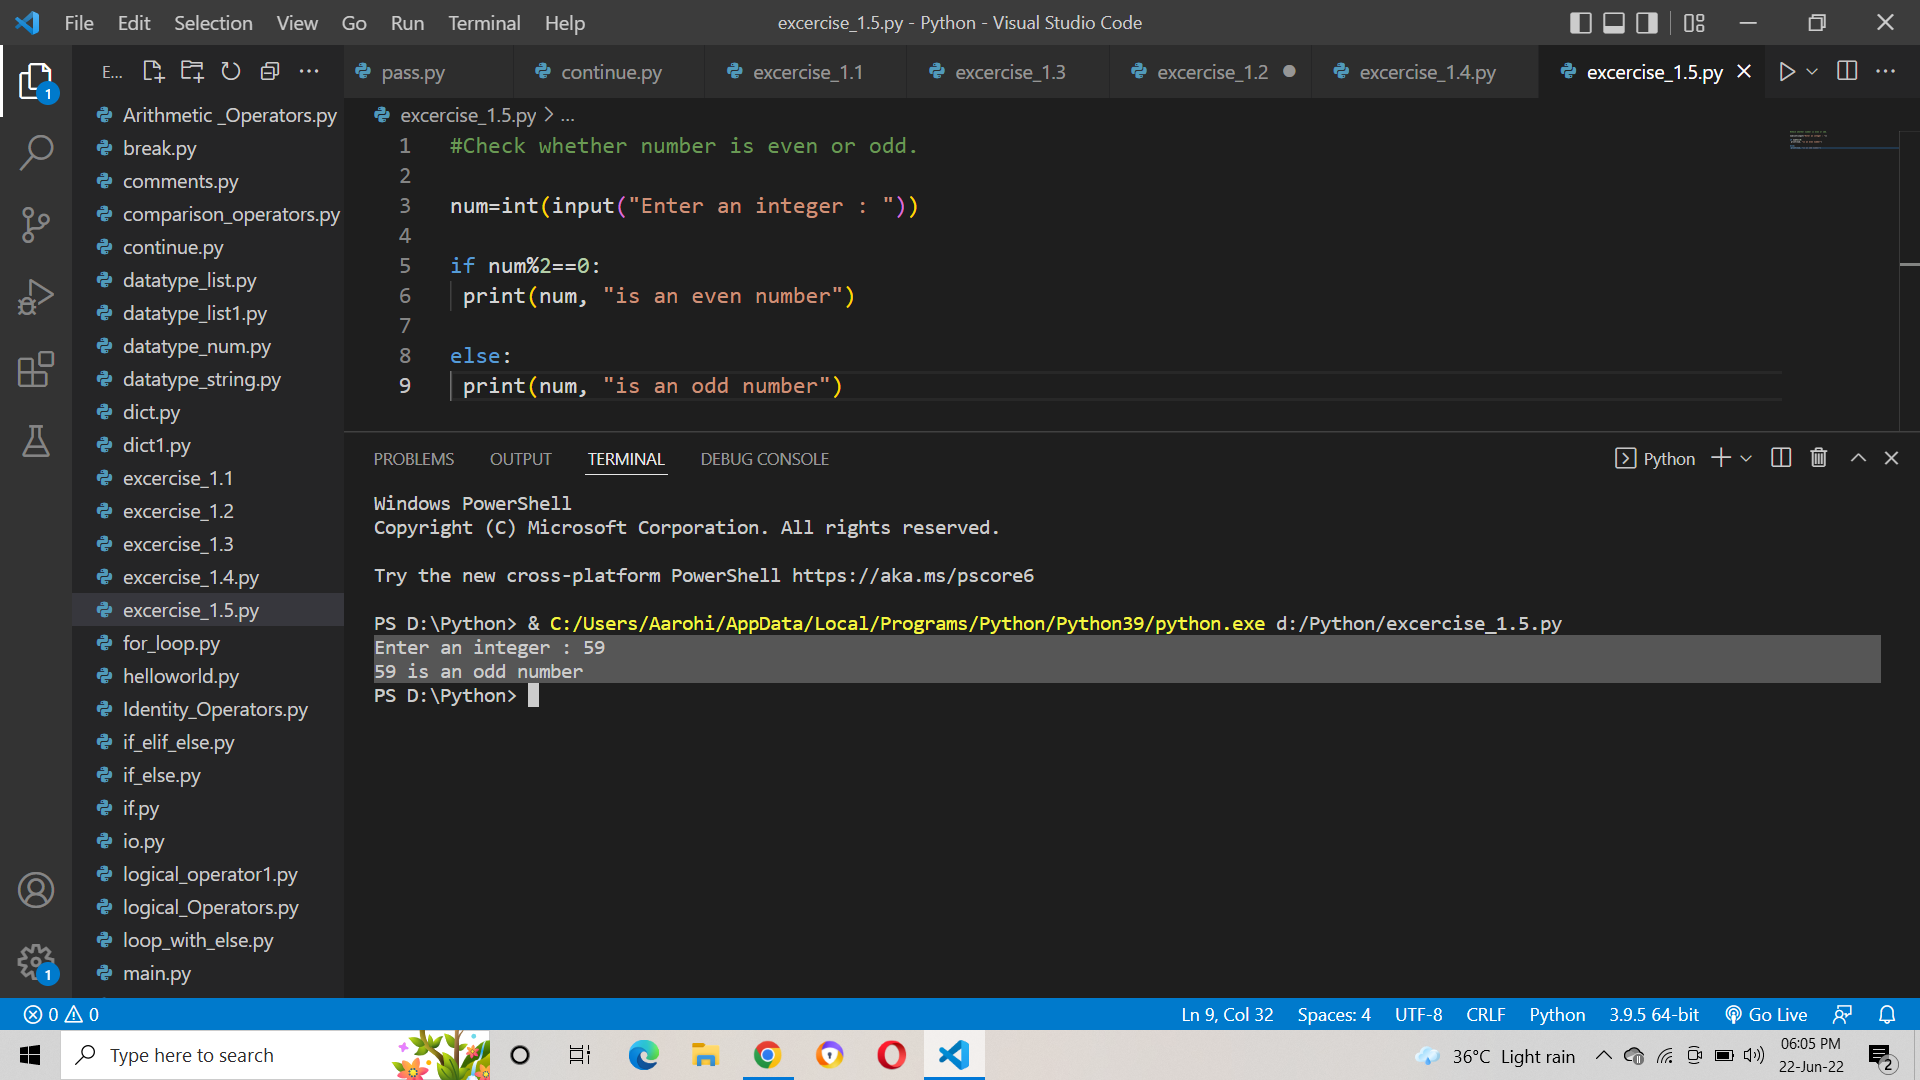 File Edit Selection View Go Run Terminal Help
excercise_1.5.py - Python - Visual Studio Code
E...
pass.py continue.py excercise_1.1 excercise_1.3 excercise_1.2 excercise_1.4.py excercise_1.5.py
1
Arithmetic _Operators.py
break.py
comments.py
comparison_operators.py
continue.py
datatype_list.py
datatype_list1.py
datatype_num.py
datatype_string.py
dict.py
dict1.py
excercise_1.1
excercise_1.2
excercise_1.3
excercise_1.4.py
excercise_1.5.py
for_loop.py
helloworld.py
Identity_Operators.py
if_elif_else.py
if_else.py
if.py
io.py
logical_operator1.py
logical_Operators.py
loop_with_else.py
main.py
1
excercise_1.5.py > ...
1 #Check whether number is even or odd.
2
3 num=int(input("Enter an integer : "))
4
5 if num%2==0:
6 print(num, "is an even number")
7
8 else:
9 print(num, "is an odd number")
PROBLEMS OUTPUT TERMINAL DEBUG CONSOLE
Python
Windows PowerShell
Copyright (C) Microsoft Corporation. All rights reserved.
Try the new cross-platform PowerShell https://aka.ms/pscore6
PS D:\Python> & C:/Users/Aarohi/AppData/Local/Programs/Python/Python39/python.exe d:/Python/excercise_1.5.py
Enter an integer : 59
59 is an odd number
PS D:\Python>
0 0
Ln 9, Col 32 Spaces: 4 UTF-8 CRLF Python 3.9.5 64-bit Go Live
Type here to search
36°C Light rain
06:05 PM
22-Jun-22
2